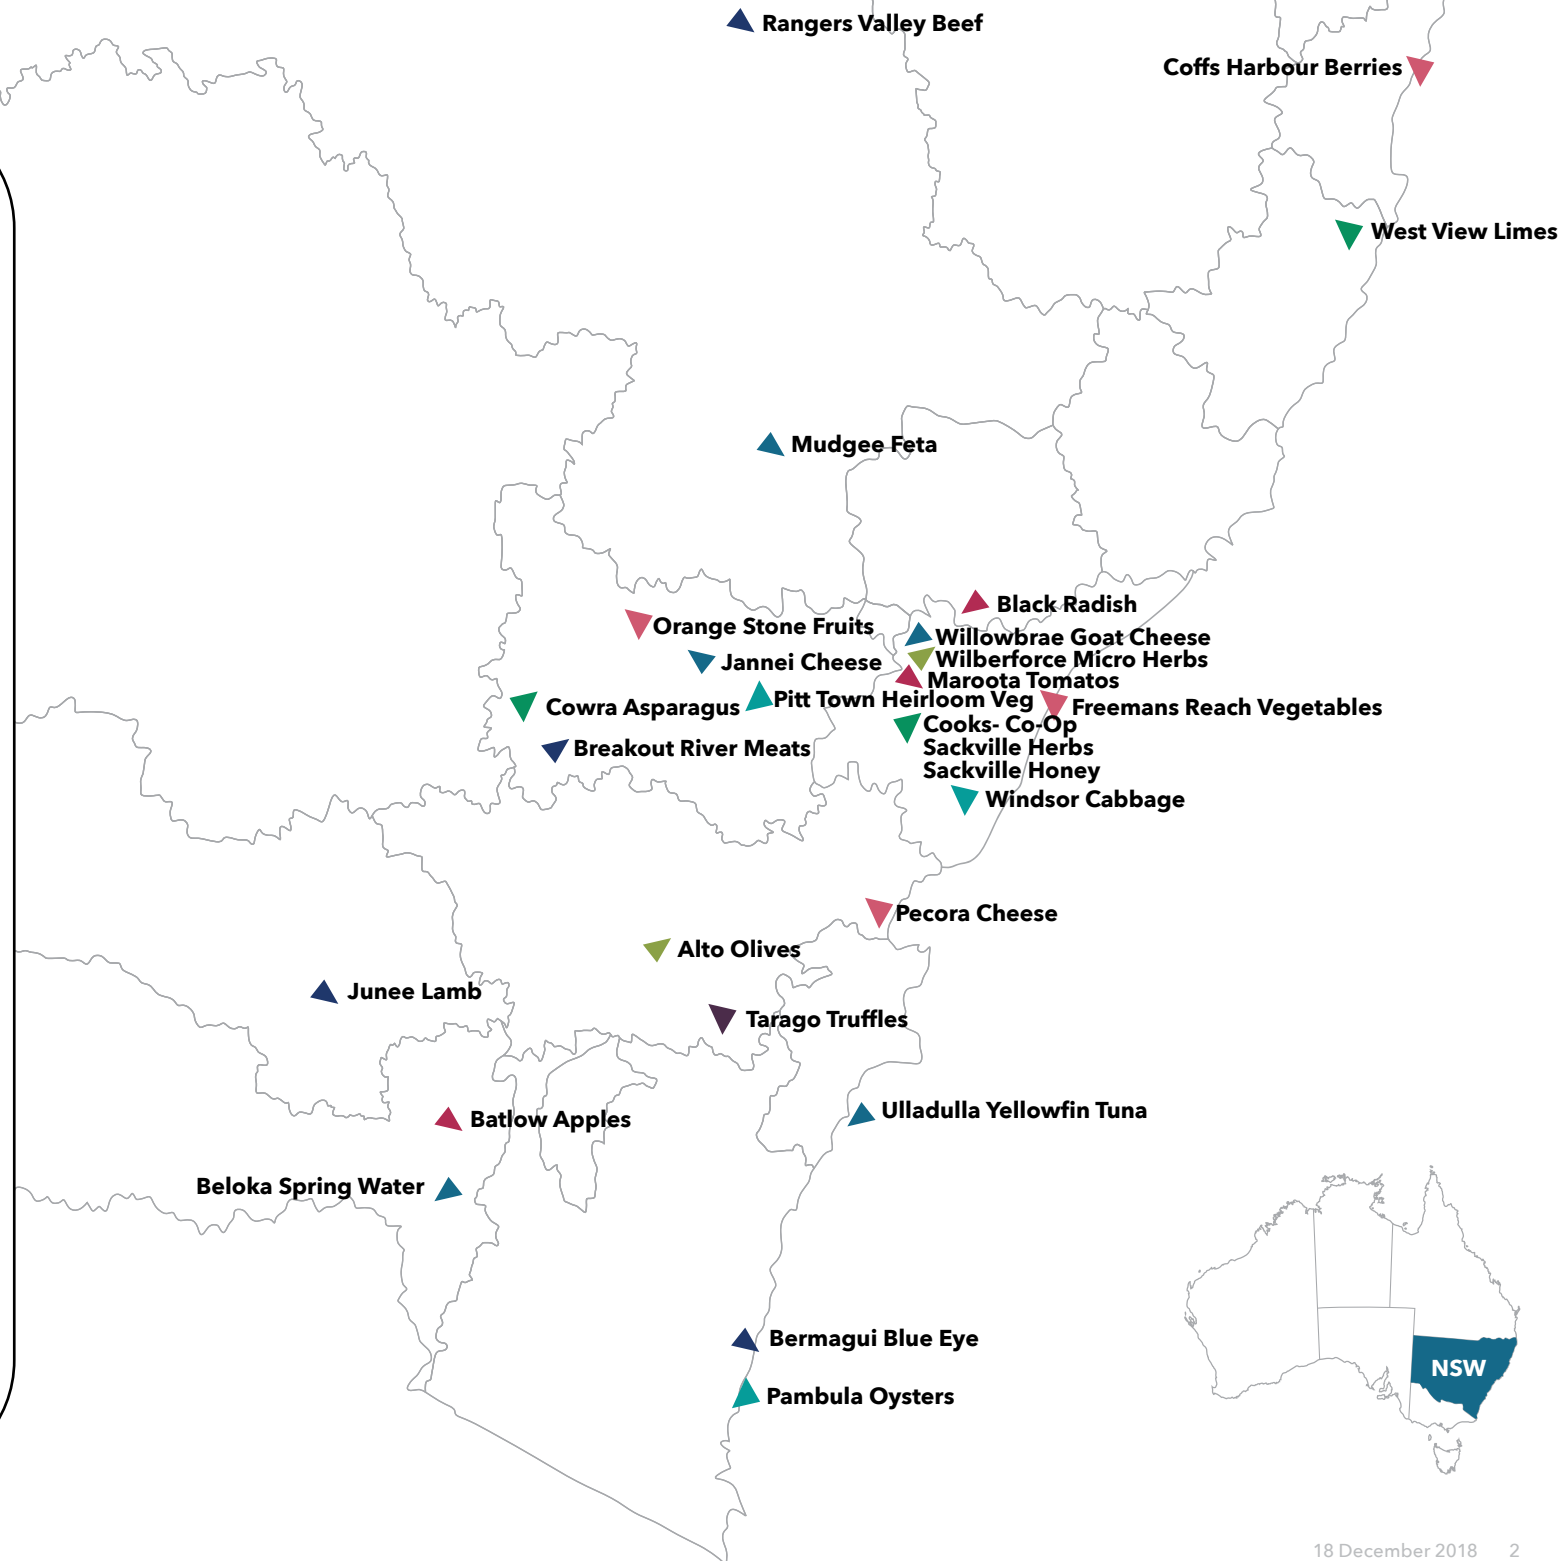 Rangers Valley Beef
Coffs Harbour Berries
West View Limes
Mudgee Feta
Black Radish
Orange Stone Fruits
Willowbrae Goat Cheese
Wilberforce Micro Herbs
Jannei Cheese
Maroota Tomatos
Pitt Town Heirloom Veg
Cowra Asparagus
Freemans Reach Vegetables
Cooks- Co-Op
Sackville Herbs
Sackville Honey
Breakout River Meats
Windsor Cabbage
Pecora Cheese
Alto Olives
Junee Lamb
Tarago Truffles
Batlow Apples
Ulladulla Yellowfin Tuna
Beloka Spring Water
Bermagui Blue Eye
NSW
Pambula Oysters
18 December 2018 2